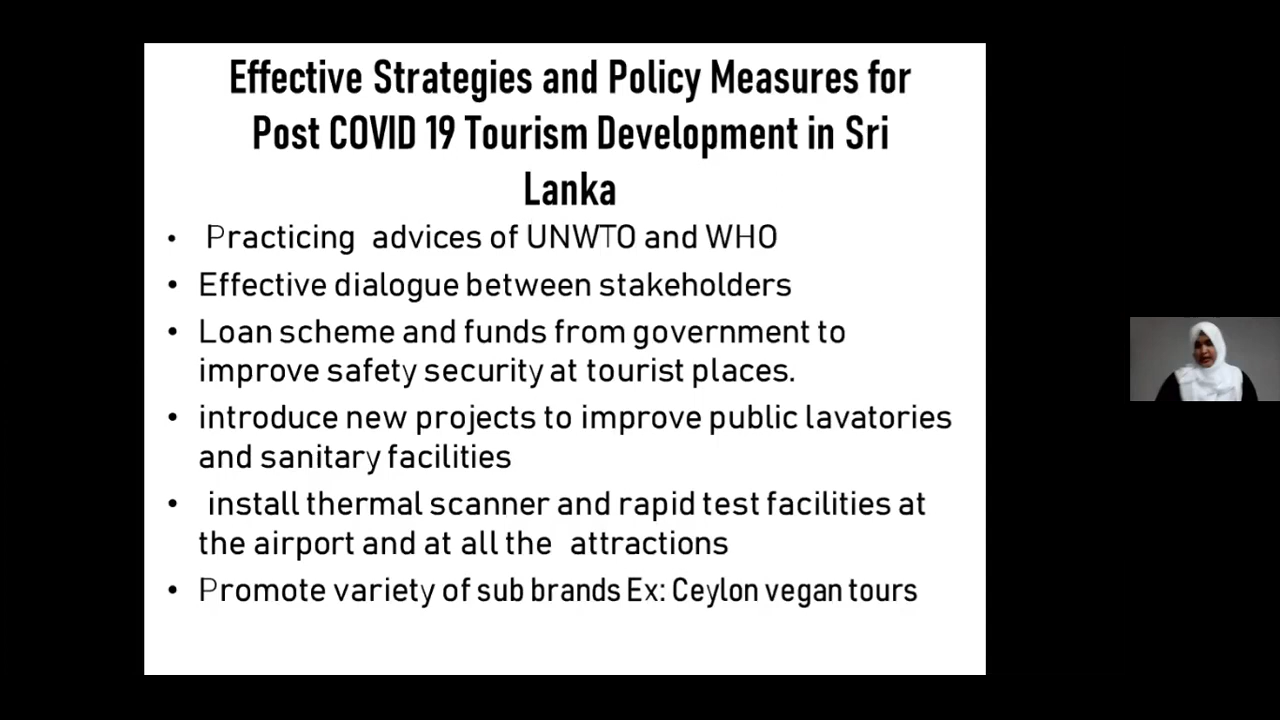 Effective Strategies and Policy Measures for
Post COVID 19 Tourism Development in Sri
Lanka
• Practicing advices of UNWTO and WHO
• Effective dialogue between stakeholders
• Loan scheme and funds from government to
improve safety security at tourist places.
• introduce new projects to improve public lavatories
and sanitary facilities
• install thermal scanner and rapid test facilities at
the airport and at all the attractions
• Promote variety of sub brands Ex: Ceylon vegan tours